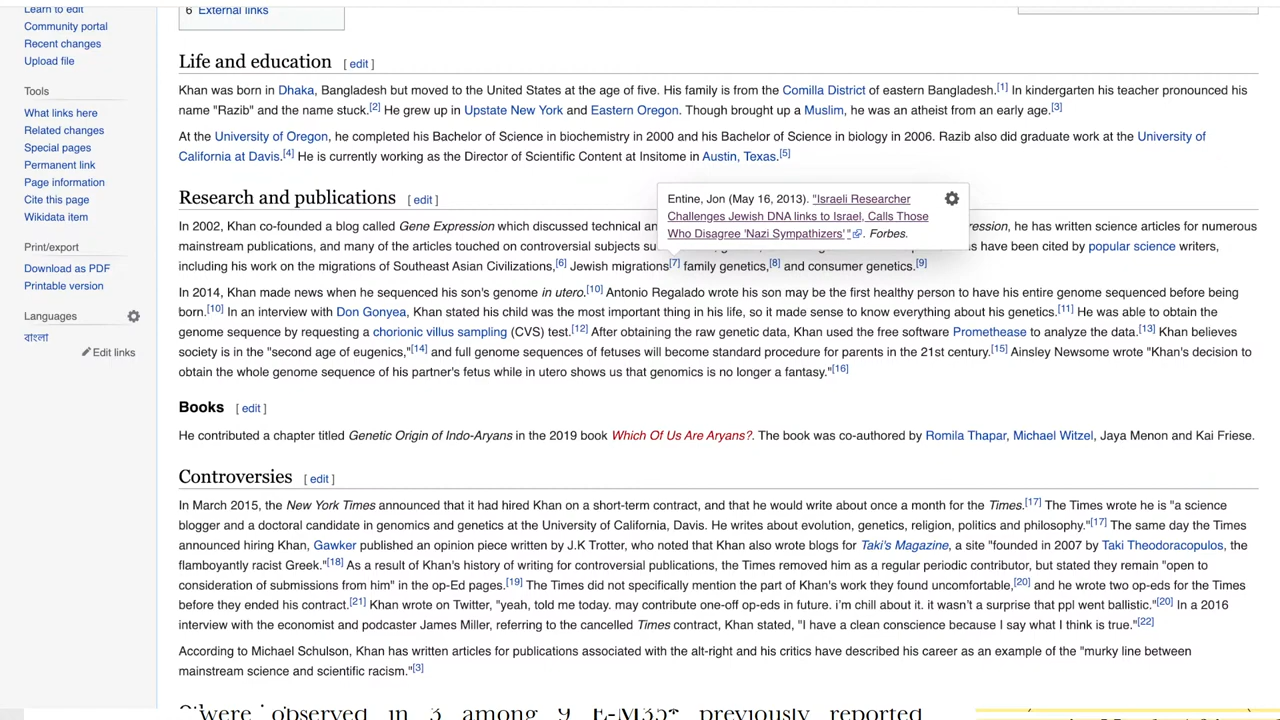 Learn to edit
Community portal
Recent changes
Upload file
Tools
What links here
Related changes
Special pages
Permanent link
Page information
Cite this page
Wikidata item
Print/export
Download as PDF
Printable version
Languages
বাংলা
Edit links
6 External links
Life and education [ edit ]
Khan was born in Dhaka, Bangladesh but moved to the United States at the age of five. His family is from the Comilla District of eastern Bangladesh.[1] In kindergarten his teacher pronounced his
name "Razib" and the name stuck.[2] He grew up in Upstate New York and Eastern Oregon. Though brought up a Muslim, he was an atheist from an early age.[3]
At the University of Oregon, he completed his Bachelor of Science in biochemistry in 2000 and his Bachelor of Science in biology in 2006. Razib also did graduate work at the University of
California at Davis.[4] He is currently working as the Director of Scientific Content at Insitome in Austin, Texas.[5]
Research and publications [ edit ]
Entine, Jon (May 16, 2013). "Israeli Researcher
Challenges Jewish DNA links to Israel, Calls Those
Who Disagree 'Nazi Sympathizers'". Forbes.
In 2002, Khan co-founded a blog called Gene Expression which discussed technical an ression, he has written science articles for numerous
mainstream publications, and many of the articles touched on controversial subjects su s have been cited by popular science writers,
including his work on the migrations of Southeast Asian Civilizations,[6] Jewish migrations[7] family genetics,[8] and consumer genetics.[9]
In 2014, Khan made news when he sequenced his son's genome in utero.[10] Antonio Regalado wrote his son may be the first healthy person to have his entire genome sequenced before being
born.[10] In an interview with Don Gonyea, Khan stated his child was the most important thing in his life, so it made sense to know everything about his genetics.[11] He was able to obtain the
genome sequence by requesting a chorionic villus sampling (CVS) test.[12] After obtaining the raw genetic data, Khan used the free software Promethease to analyze the data.[13] Khan believes
society is in the "second age of eugenics,"[14] and full genome sequences of fetuses will become standard procedure for parents in the 21st century.[15] Ainsley Newsome wrote "Khan's decision to
obtain the whole genome sequence of his partner's fetus while in utero shows us that genomics is no longer a fantasy."[16]
Books [ edit ]
He contributed a chapter titled Genetic Origin of Indo-Aryans in the 2019 book Which Of Us Are Aryans?. The book was co-authored by Romila Thapar, Michael Witzel, Jaya Menon and Kai Friese.
Controversies [ edit ]
In March 2015, the New York Times announced that it had hired Khan on a short-term contract, and that he would write about once a month for the Times.[17] The Times wrote he is "a science
blogger and a doctoral candidate in genomics and genetics at the University of California, Davis. He writes about evolution, genetics, religion, politics and philosophy."[17] The same day the Times
announced hiring Khan, Gawker published an opinion piece written by J.K Trotter, who noted that Khan also wrote blogs for Taki's Magazine, a site "founded in 2007 by Taki Theodoracopulos, the
flamboyantly racist Greek."[18] As a result of Khan's history of writing for controversial publications, the Times removed him as a regular periodic contributor, but stated they remain "open to
consideration of submissions from him" in the op-Ed pages.[19] The Times did not specifically mention the part of Khan's work they found uncomfortable,[20] and he wrote two op-eds for the Times
before they ended his contract.[21] Khan wrote on Twitter, "yeah, told me today. may contribute one-off op-eds in future. i'm chill about it. it wasn't a surprise that ppl went ballistic."[20] In a 2016
interview with the economist and podcaster James Miller, referring to the cancelled Times contract, Khan stated, "I have a clean conscience because I say what I think is true."[22]
According to Michael Schulson, Khan has written articles for publications associated with the alt-right and his critics have described his career as an example of the "murky line between
mainstream science and scientific racism."[3]
were observed in 3 among 9 E-M35* previously reported